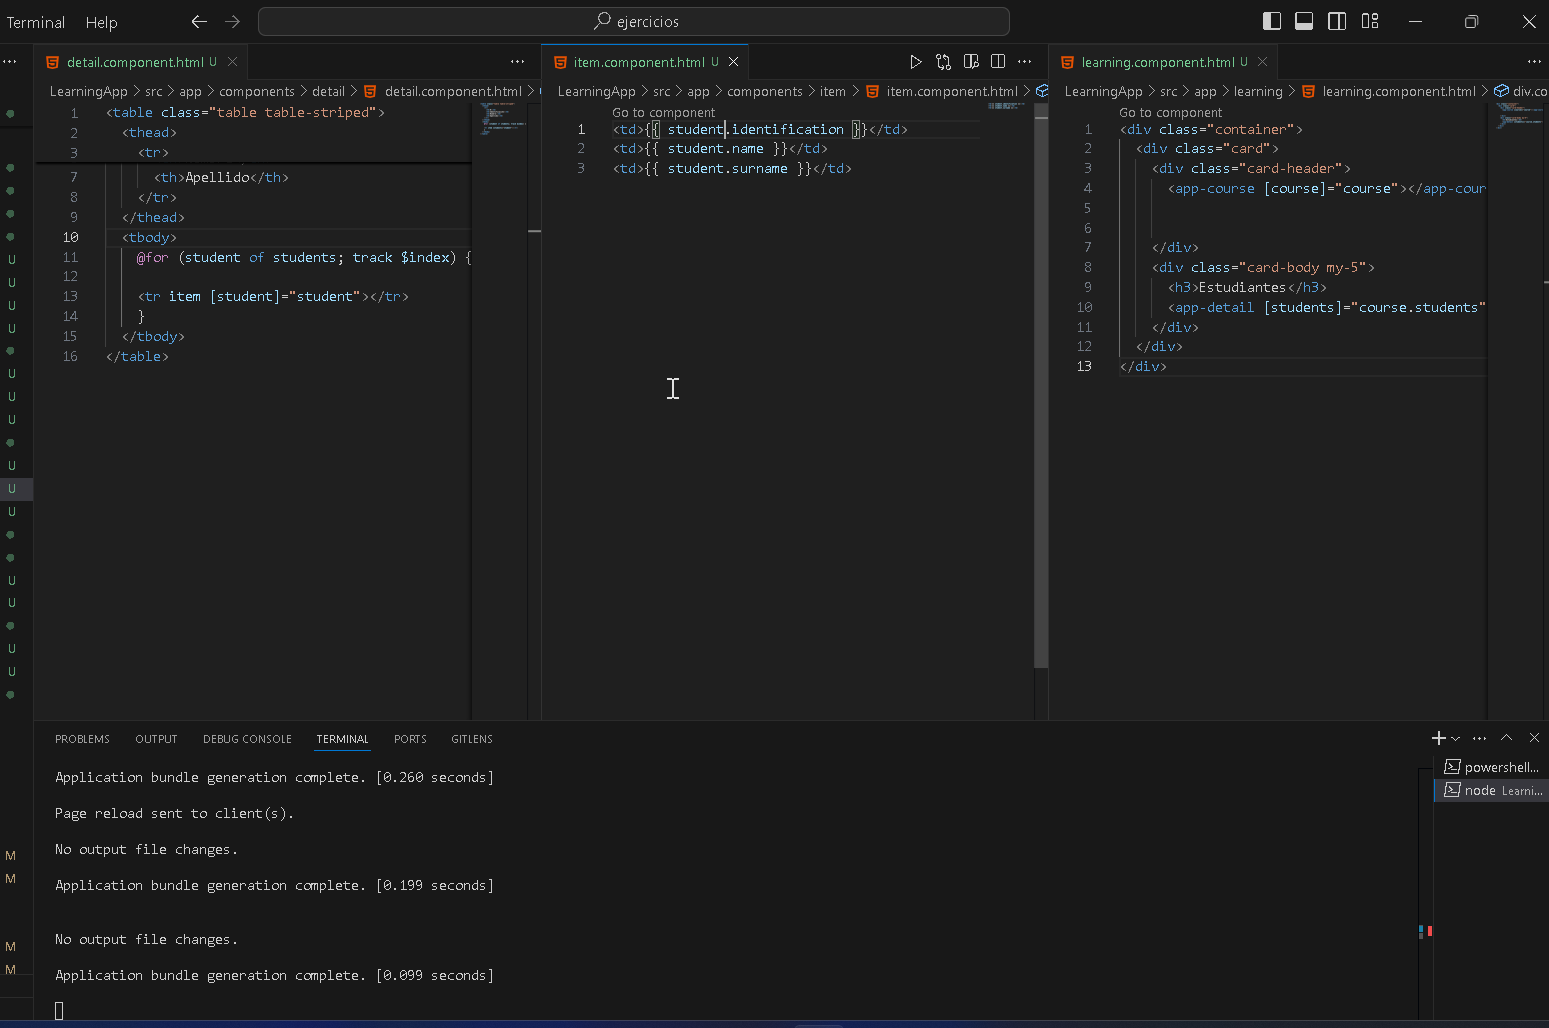 Terminal Help ejercicios
detail.component.html U
LearningApp > src > app > components > detail > detail.component.html >
1 <table class="table table-striped">
2 <thead>
3 <tr>
7 <th>Apellido</th>
8 </tr>
9 </thead>
10 <tbody>
11 @for (student of students; track $index) {
12
13 <tr item [student]="student"></tr>
14 }
15 </tbody>
16 </table>
item.component.html U
LearningApp > src > app > components > item > item.component.html >
Go to component
1 <td>{{ student.identification }}</td>
2 <td>{{ student.name }}</td>
3 <td>{{ student.surname }}</td>
learning.component.html U
LearningApp > src > app > learning > learning.component.html > div.co
Go to component
1 <div class="container">
2 <div class="card">
3 <div class="card-header">
4 <app-course [course]="course"></app-cour
5
6
7 </div>
8 <div class="card-body my-5">
9 <h3>Estudiantes</h3>
10 <app-detail [students]="course.students"
11 </div>
12 </div>
13 </div>
U
U
U
U
U
U
U
U
U
U
U
U
U
U
M
M
M
M
PROBLEMS OUTPUT DEBUG CONSOLE TERMINAL PORTS GITLENS
Application bundle generation complete. [0.260 seconds]
Page reload sent to client(s).
No output file changes.
Application bundle generation complete. [0.199 seconds]
No output file changes.
Application bundle generation complete. [0.099 seconds]
powershell...
node Learni...